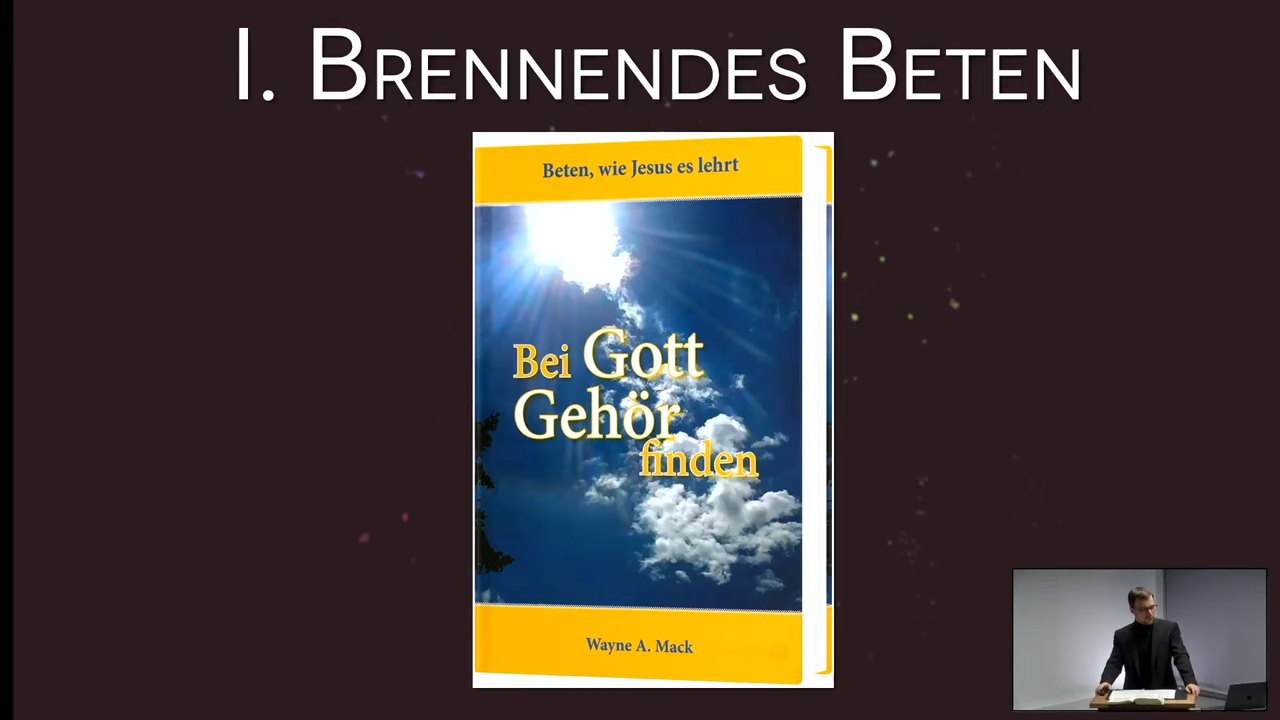 I. BRENNENDES BETEN
Beten, wie Jesus es lehrt
Bei Gott
Gehör
finden
Wayne A. Mack